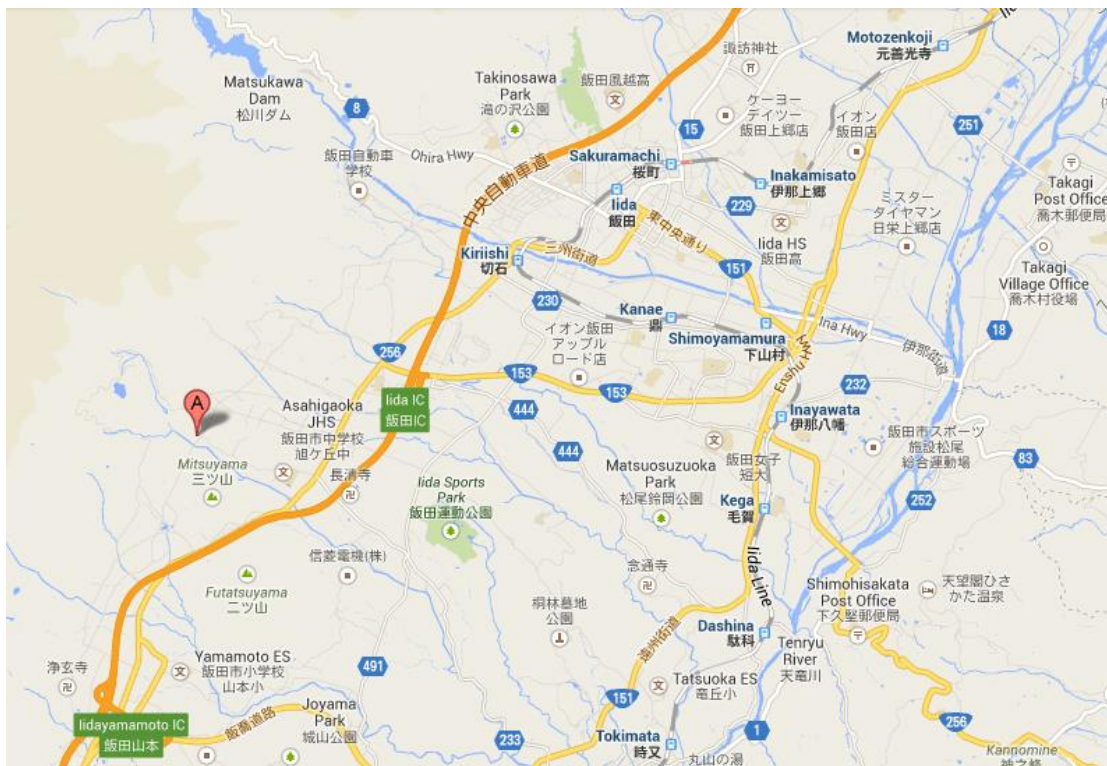 Motozenkoji
元善光寺
諏訪神社
Matsukawa
Dam
松川ダム
Takinosawa
Park
滝の沢公園
飯田風越高
ケーヨー
デイツー
飯田上郷店
イオン
飯田店
8
15
251
飯田自動車
学校
Ohira Hwy
中央自動車道
Sakuramachi
桜町
Inakamisato
伊那上郷
Takagi
Post Office
喬木郵便局
Iida
飯田
229
ミスター
タイヤマン
日栄上郷店
東中央通り
Iida HS
飯田高
Kiriishi
切石
三州街道
151
Takagi
Village Office
喬木村役場
230
Kanae
鼎
Shimoyamamura
下山村
Ina Hwy
伊那街道
18
イオン飯田
アップル
ロード店
256
153
153
Enshu H
232
Iida IC
飯田IC
444
A
Asahigaoka
JHS
飯田市中学校
旭ケ丘中
Inayawata
伊那八幡
飯田市スポーツ
施設松尾
総合運動場
444
飯田女子
短大
83
Mitsuyama
三ツ山
長清寺
Iida Sports
Park
飯田運動公園
Matsuosuzuoka
Park
松尾鈴岡公園
252
Kega
毛賀
Iida Line
信菱電機(株)
Futatsuyama
二ツ山
念通寺
Shimohisakata
Post Office
下久堅郵便局
天望閣ひさ
かた温泉
桐林墓地
公園
Dashina
駄科
遠州街道
Tenryu
River
天竜川
浄玄寺
Yamamoto ES
飯田市小学校
山本小
491
Tatsuoka ES
竜丘小
151
Iidayamamoto IC
飯田山本
飯喬道路
Joyama
Park
城山公園
233
Tokimata
時又
1
丸山の湯
256
Kannomine
神之峰